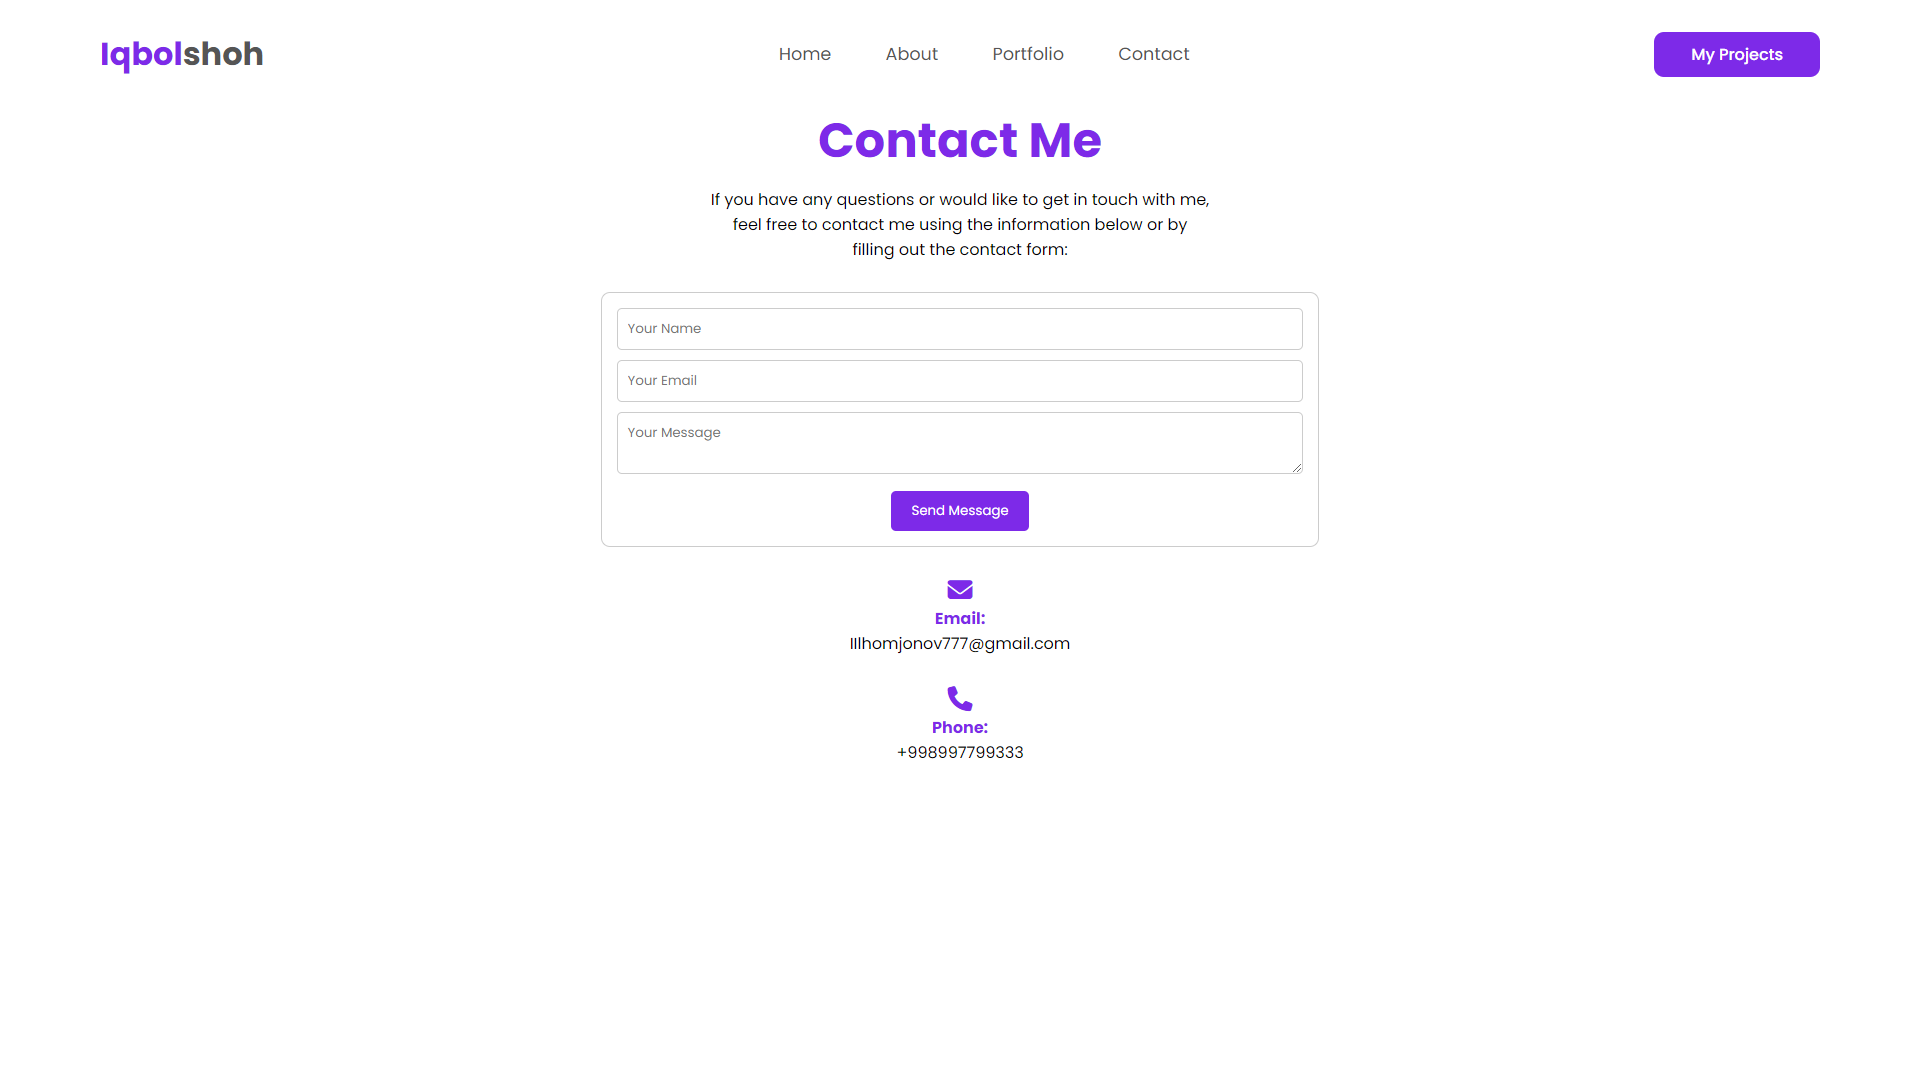 Iqbolshoh
Home
About
Portfolio
Contact
My Projects
Contact Me
If you have any questions or would like to get in touch with me,
feel free to contact me using the information below or by
filling out the contact form:
Your Name
Your Email
Your Message
Send Message
Email:
IIlhomjonov777@gmail.com
Phone:
+998997799333